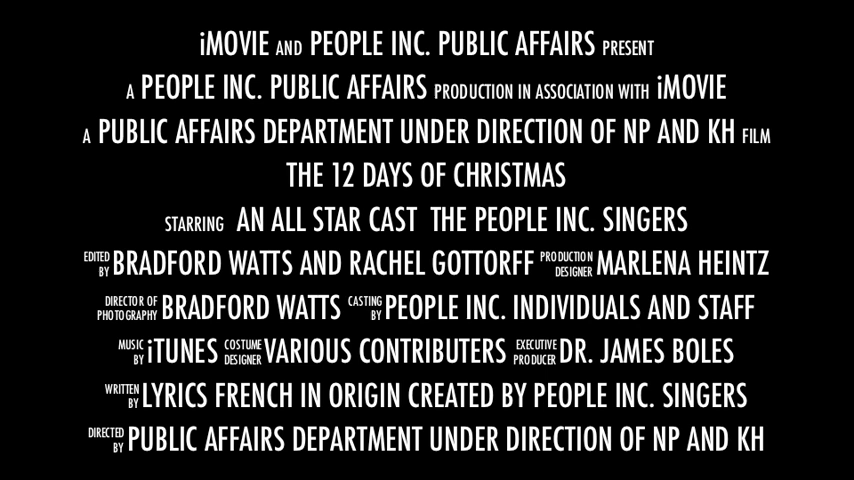 iMOVIE AND PEOPLE INC. PUBLIC AFFAIRS PRESENT
A PEOPLE INC. PUBLIC AFFAIRS PRODUCTION IN ASSOCIATION WITH iMOVIE
A PUBLIC AFFAIRS DEPARTMENT UNDER DIRECTION OF NP AND KH FILM
THE 12 DAYS OF CHRISTMAS
STARRING AN ALL STAR CAST THE PEOPLE INC. SINGERS
EDITED BY BRADFORD WATTS AND RACHEL GOTTORFF PRODUCTION DESIGNER MARLENA HEINTZ
DIRECTOR OF PHOTOGRAPHY BRADFORD WATTS CASTING BY PEOPLE INC. INDIVIDUALS AND STAFF
MUSIC BY iTUNES COSTUME DESIGNER VARIOUS CONTRIBUTERS EXECUTIVE PRODUCER DR. JAMES BOLES
WRITTEN BY LYRICS FRENCH IN ORIGIN CREATED BY PEOPLE INC. SINGERS
DIRECTED BY PUBLIC AFFAIRS DEPARTMENT UNDER DIRECTION OF NP AND KH